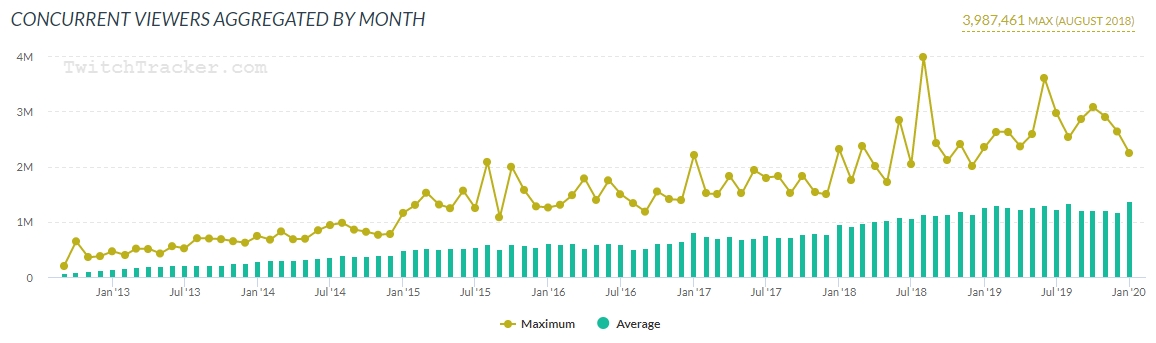 CONCURRENT VIEWERS AGGREGATED BY MONTH
3,987,461 MAX (AUGUST 2018)
TwitchTracker.com
4M
3M
2M
1M
0
Jan '13 Jul '13 Jan '14 Jul '14 Jan '15 Jul '15 Jan '16 Jul '16 Jan '17 Jul '17 Jan '18 Jul '18 Jan '19 Jul '19 Jan '20
Maximum Average